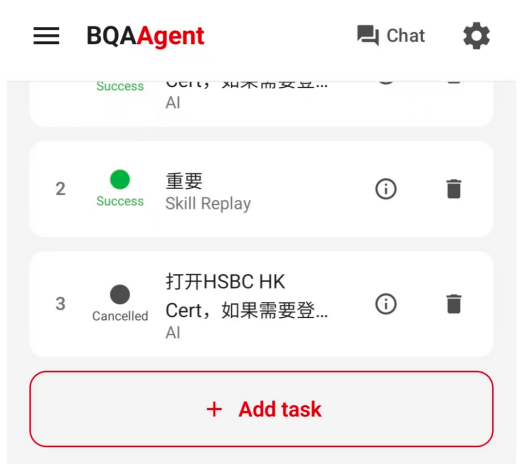 BQAAgent
Chat
Success
Cert，如果需要登...
AI
2
重要
Success
Skill Replay
3
打开HSBC HK
Cert，如果需要登...
Cancelled
AI
+ Add task